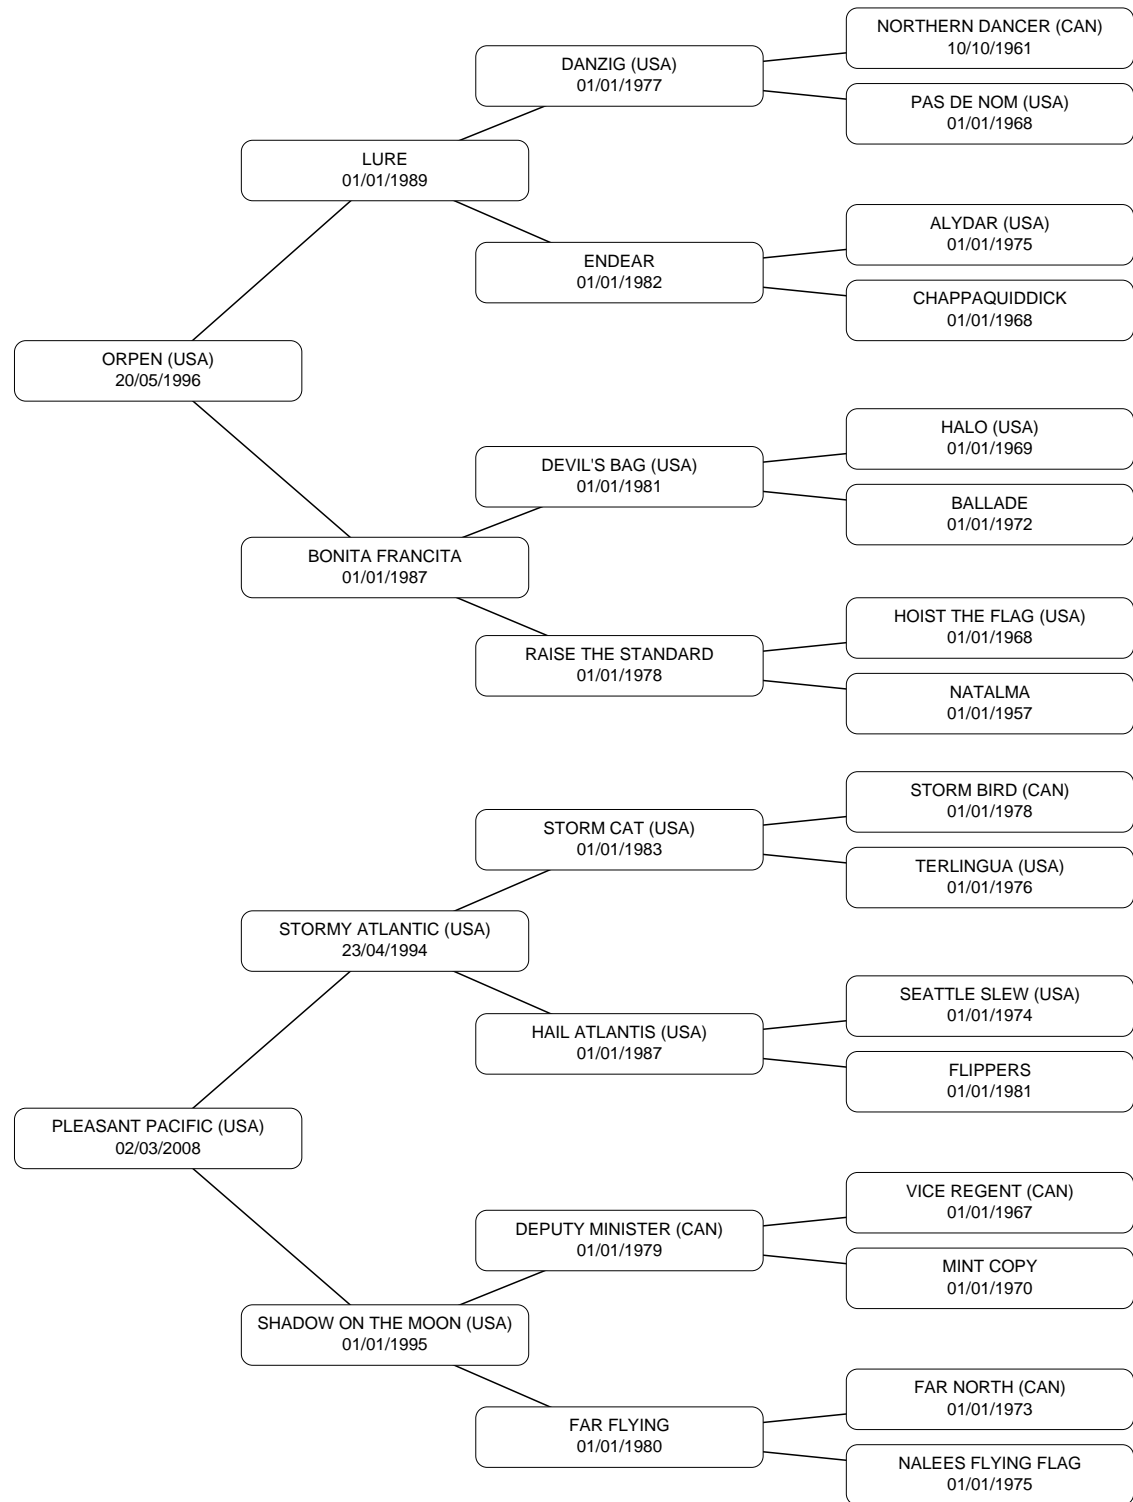 NORTHERN DANCER (CAN)
10/10/1961
DANZIG (USA)
01/01/1977
PAS DE NOM (USA)
01/01/1968
LURE
01/01/1989
ALYDAR (USA)
01/01/1975
ENDEAR
01/01/1982
CHAPPAQUIDDICK
01/01/1968
ORPEN (USA)
20/05/1996
HALO (USA)
01/01/1969
DEVIL'S BAG (USA)
01/01/1981
BALLADE
01/01/1972
BONITA FRANCITA
01/01/1987
HOIST THE FLAG (USA)
01/01/1968
RAISE THE STANDARD
01/01/1978
NATALMA
01/01/1957
STORM BIRD (CAN)
01/01/1978
STORM CAT (USA)
01/01/1983
TERLINGUA (USA)
01/01/1976
STORMY ATLANTIC (USA)
23/04/1994
SEATTLE SLEW (USA)
01/01/1974
HAIL ATLANTIS (USA)
01/01/1987
FLIPPERS
01/01/1981
PLEASANT PACIFIC (USA)
02/03/2008
VICE REGENT (CAN)
01/01/1967
DEPUTY MINISTER (CAN)
01/01/1979
MINT COPY
01/01/1970
SHADOW ON THE MOON (USA)
01/01/1995
FAR NORTH (CAN)
01/01/1973
FAR FLYING
01/01/1980
NALEES FLYING FLAG
01/01/1975